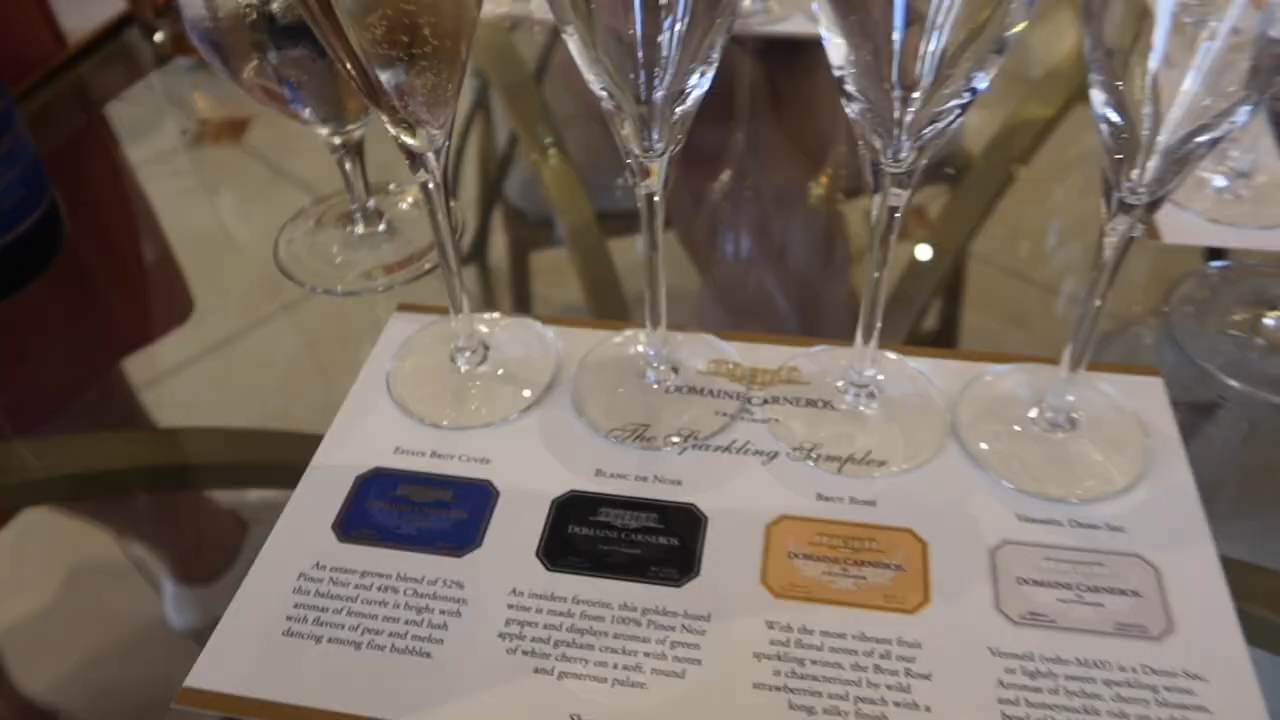 DOMAINE CARNEROS
The Sparkling Sampler
ESTATE BRUT CUVÉE
DOMAINE CARNEROS
An estate-grown blend of 52%
Pinot Noir and 48% Chardonnay,
this balanced cuvée is bright with
aromas of lemon zest and lush
with flavors of pear and melon
dancing among fine bubbles.
BLANC DE NOIR
DOMAINE CARNEROS
An insiders favorite, this golden-hued
wine is made from 100% Pinot Noir
grapes and displays aromas of green
apple and graham cracker with notes
of white cherry on a soft, round
and generous palate.
BRUT ROSÉ
DOMAINE CARNEROS
With the most vibrant fruit
and floral notes of all our
sparkling wines, the Brut Rosé
is characterized by wild
strawberries and peach with a
long, silky finish.
Vermeil Demi-Sec
DOMAINE CARNEROS
Verméil (vehr-MAY) is a Demi-Sec
or lightly sweet sparkling wine.
Aromas of lychee, cherry blossom,
and honeysuckle